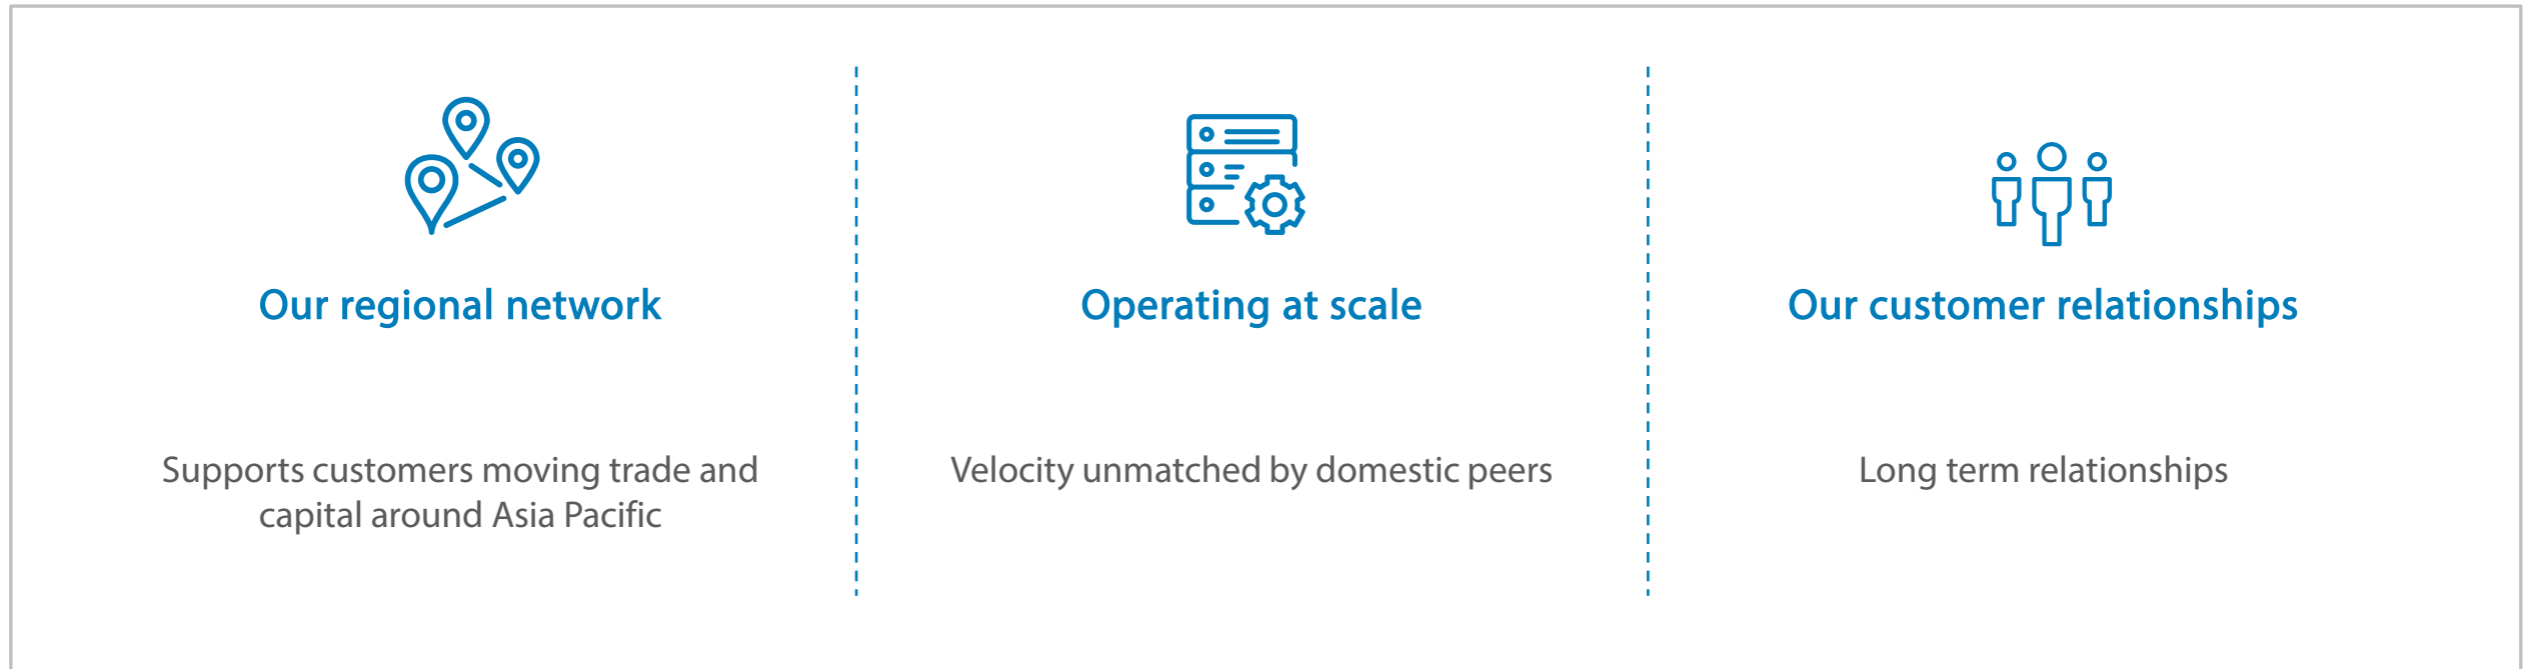 Our regional network
Supports customers moving trade and
capital around Asia Pacific
Operating at scale
Velocity unmatched by domestic peers
Our customer relationships
Long term relationships